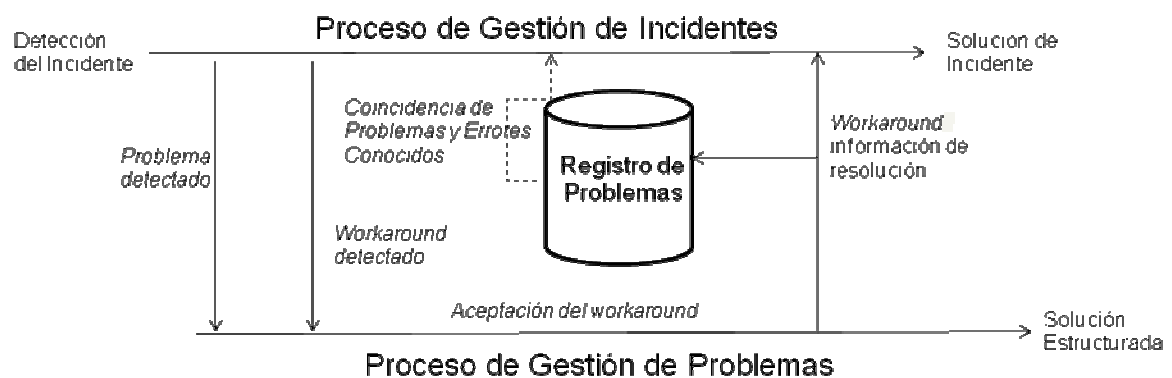 Proceso de Gestión de Incidentes
Detección
del Incidente
Solución de
Incidente
Coincidencia de
Problemas y Errotes
Conocidos
Problema
detectado
Registro de
Problemas
Workaround
información de
resolución
Workaround
detectado
Aceptación del workaround
Solución
Estructurada
Proceso de Gestión de Problemas